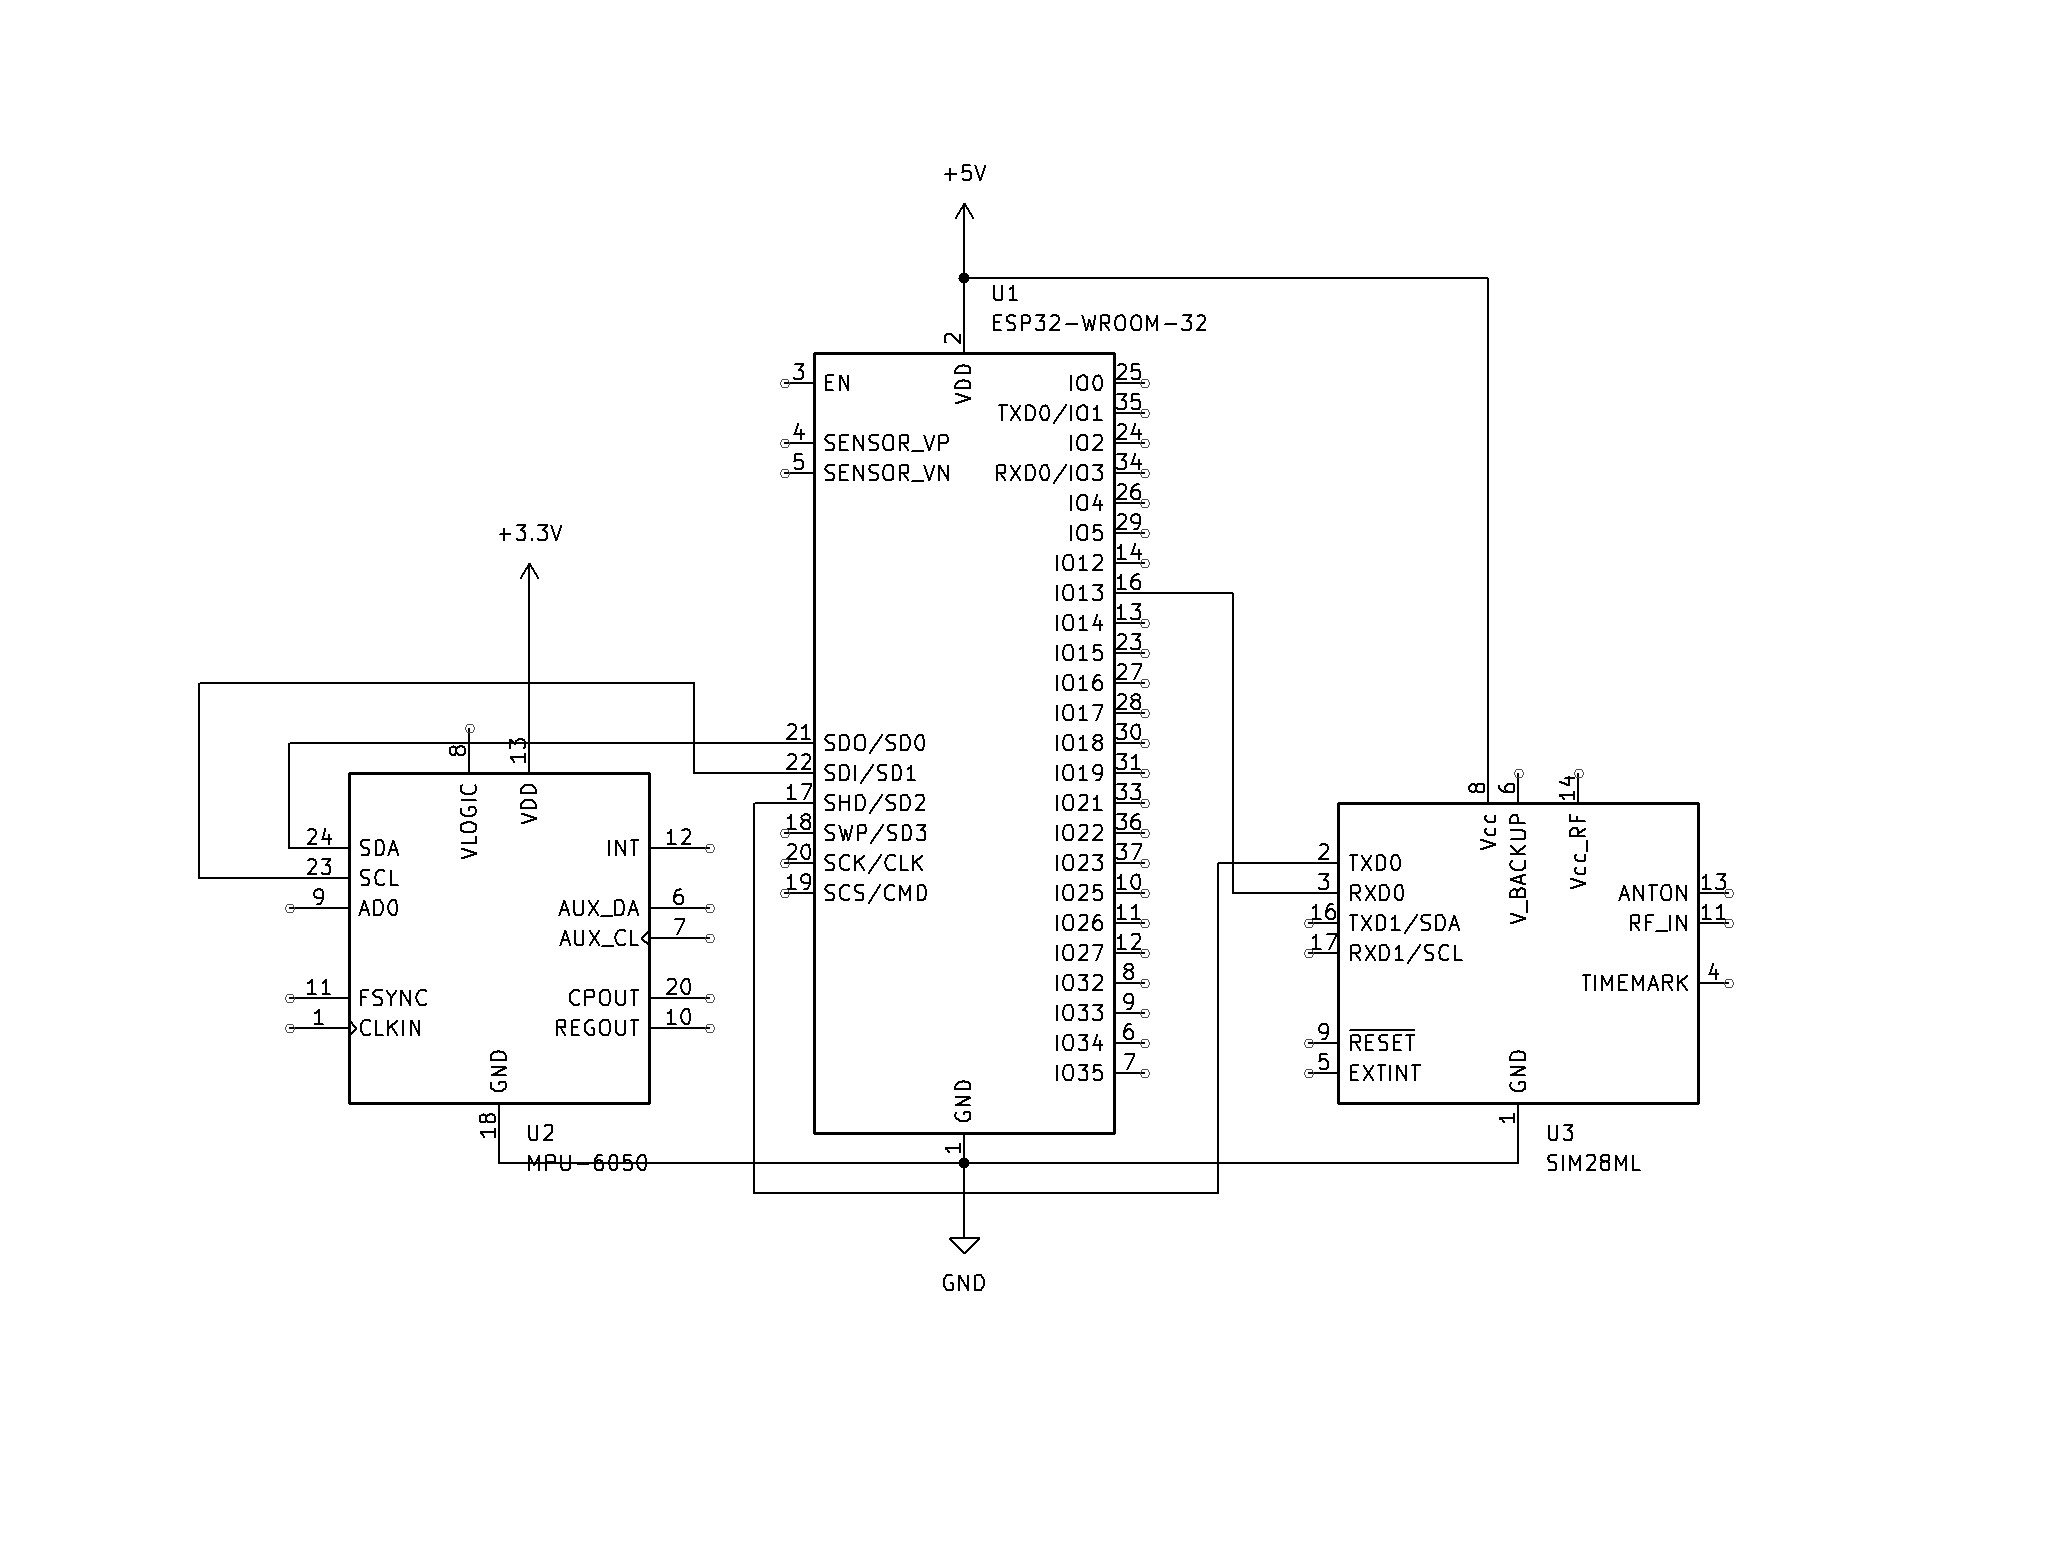 +5V
U1
ESP32-WROOM-32
2
VDD
3
EN
4
SENSOR_VP
5
SENSOR_VN
21
SDO/SD0
22
SDI/SD1
17
SHD/SD2
18
SWP/SD3
20
SCK/CLK
19
SCS/CMD
IO0
25
TXD0/IO1
35
IO2
24
RXD0/IO3
34
IO4
26
IO5
29
IO12
14
IO13
16
IO14
13
IO15
23
IO16
27
IO17
28
IO18
30
IO19
31
IO21
33
IO22
36
IO23
37
IO25
10
IO26
11
IO27
12
IO32
8
IO33
9
IO34
6
IO35
7
GND
1
GND
+3.3V
8
VLOGIC
13
VDD
24
SDA
23
SCL
9
AD0
11
FSYNC
1
CLKIN
INT
12
AUX_DA
6
AUX_CL
7
CPOUT
20
REGOUT
10
GND
18
U2
MPU-6050
8
Vcc
6
V_BACKUP
14
Vcc_RF
2
TXD0
3
RXD0
16
TXD1/SDA
17
RXD1/SCL
9
RESET
5
EXTINT
ANTON
13
RF_IN
11
TIMEMARK
4
GND
1
U3
SIM28ML